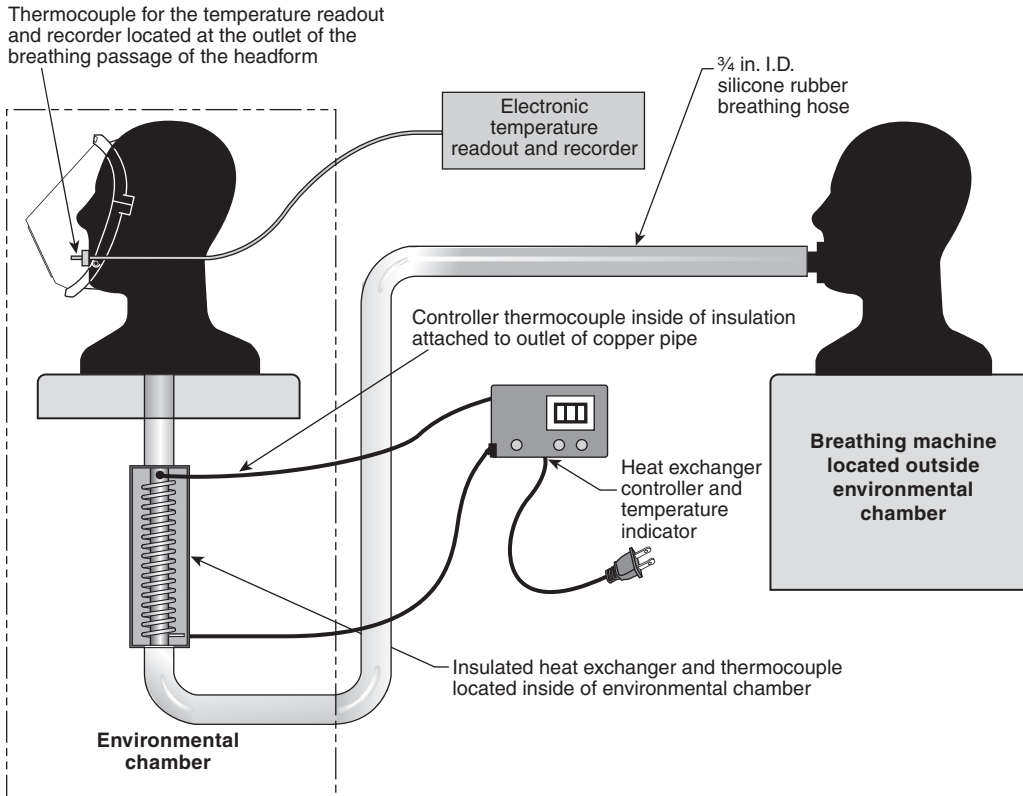 Thermocouple for the temperature readout
and recorder located at the outlet of the
breathing passage of the headform
¾ in. I.D.
silicone rubber
breathing hose
Electronic
temperature
readout and recorder
Controller thermocouple inside of insulation
attached to outlet of copper pipe
Heat exchanger
controller and
temperature
indicator
Breathing machine
located outside
environmental
chamber
Insulated heat exchanger and thermocouple
located inside of environmental chamber
Environmental
chamber